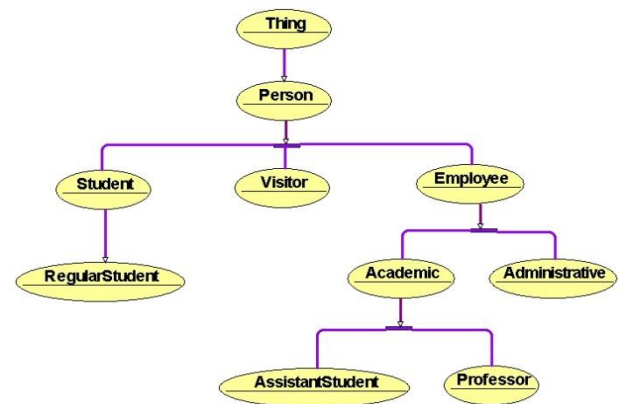 Thing
Person
Student
Visitor
Employee
RegularStudent
Academic
Administrative
AssistantStudent
Professor